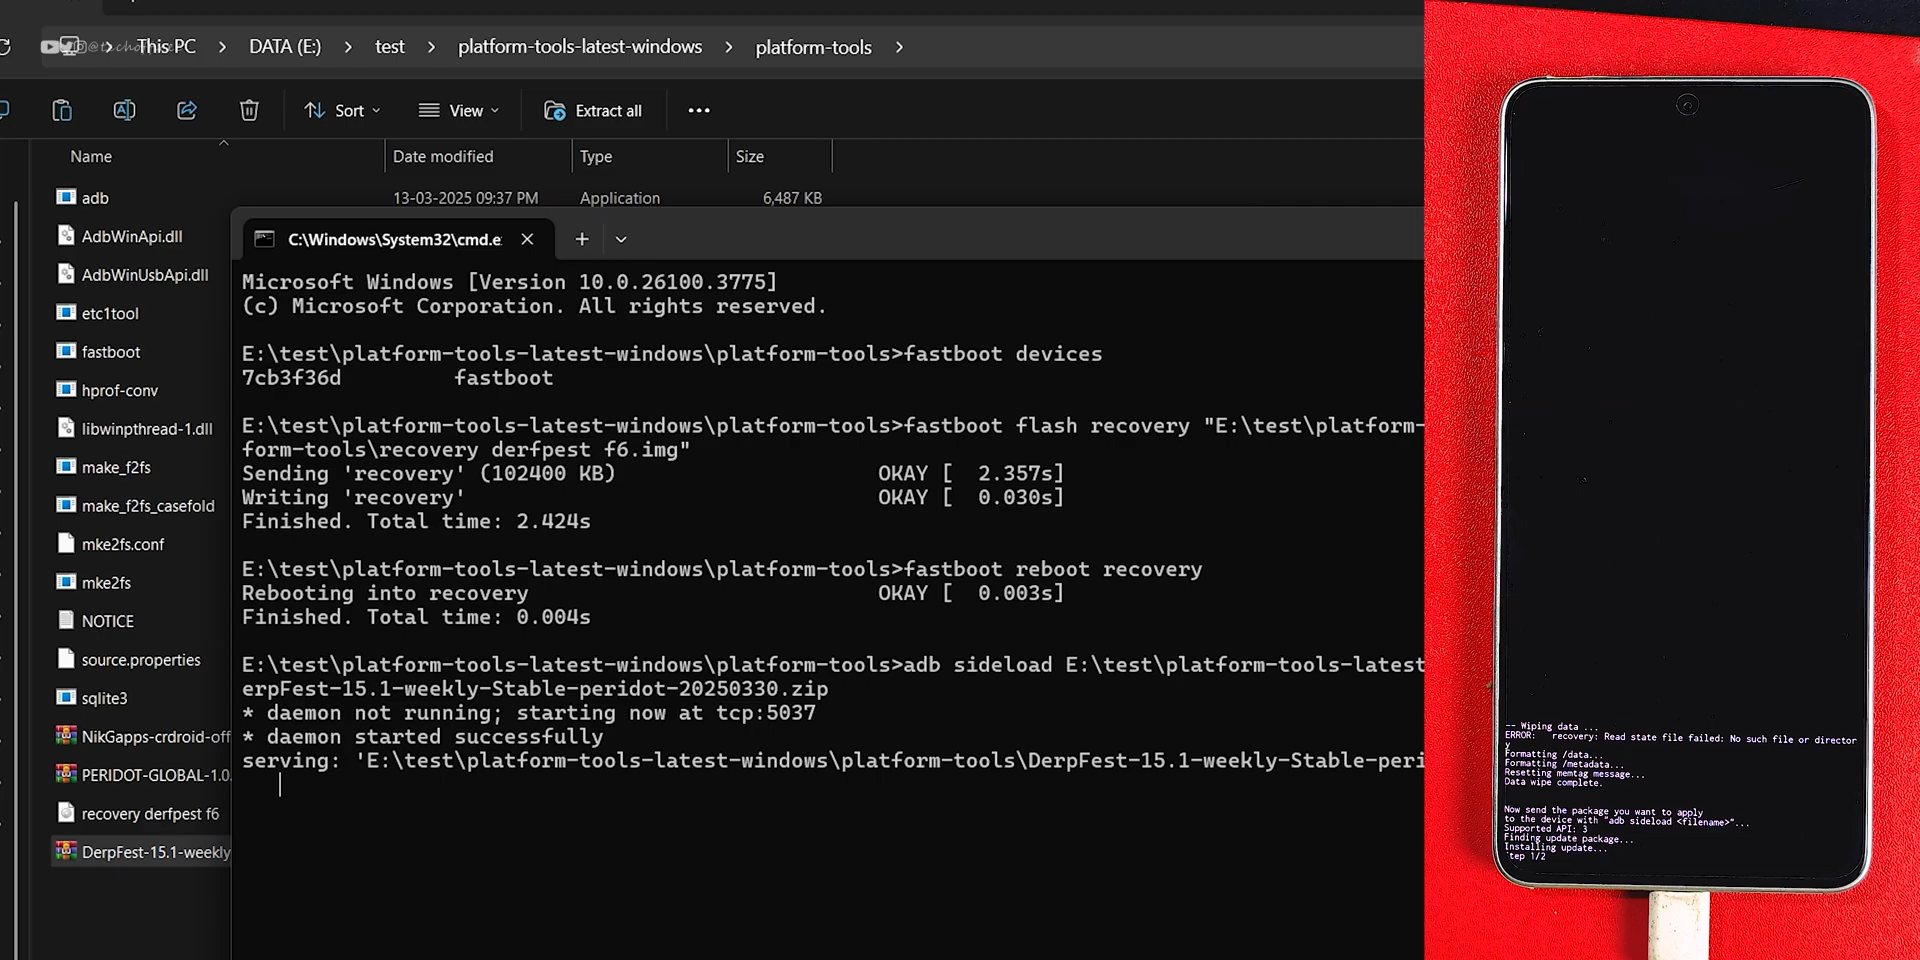 This PC > DATA (E:) > test > platform-tools-latest-windows > platform-tools >
Sort View Extract all
Name Date modified Type Size
adb 13-03-2025 09:37 PM Application 6,487 KB
AdbWinApi.dll
AdbWinUsbApi.dll
etc1tool
fastboot
hprof-conv
libwinpthread-1.dll
make_f2fs
make_f2fs_casefold
mke2fs.conf
mke2fs
NOTICE
source.properties
sqlite3
NikGapps-crdroid-off
PERIDOT-GLOBAL-1.0.
recovery derfpest f6
DerpFest-15.1-weekly
C:\Windows\System32\cmd.e
Microsoft Windows [Version 10.0.26100.3775]
(c) Microsoft Corporation. All rights reserved.
E:\test\platform-tools-latest-windows\platform-tools>fastboot devices
7cb3f36d fastboot
E:\test\platform-tools-latest-windows\platform-tools>fastboot flash recovery "E:\test\platform-
form-tools\recovery derfpest f6.img"
Sending 'recovery' (102400 KB) OKAY [ 2.357s]
Writing 'recovery' OKAY [ 0.030s]
Finished. Total time: 2.424s
E:\test\platform-tools-latest-windows\platform-tools>fastboot reboot recovery
Rebooting into recovery OKAY [ 0.003s]
Finished. Total time: 0.004s
E:\test\platform-tools-latest-windows\platform-tools>adb sideload E:\test\platform-tools-latest
erpFest-15.1-weekly-Stable-peridot-20250330.zip
* daemon not running; starting now at tcp:5037
* daemon started successfully
serving: 'E:\test\platform-tools-latest-windows\platform-tools\DerpFest-15.1-weekly-Stable-peri
-- Wiping data ...
ERROR: recovery: Read state file failed: No such file or director
y
Formatting /data...
Formatting /metadata...
Resetting memtag message...
Data wipe complete.
Now send the package you want to apply
to the device with "adb sideload <filename>"...
Supported API: 3
Finding update package...
Installing update...
tep 1/2